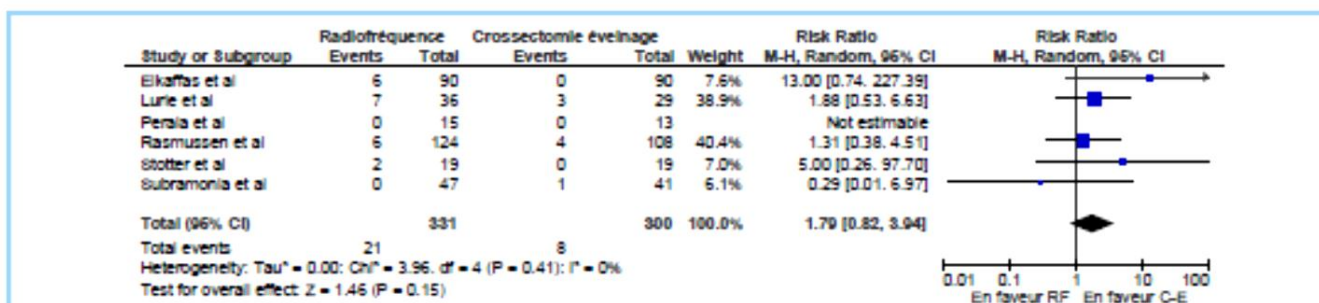 Radiofréquence Crossectomie éveinage Risk Ratio Risk Ratio
Study or Subgroup Events Total Events Total Weight M-H, Random, 95% CI M-H, Random, 95% CI
Elkaffas et al 6 90 0 90 7.6% 13.00 [0.74. 227.39]
Lurie et al 7 36 3 29 38.9% 1.88 [0.53. 6.63]
Perala et al 0 15 0 13 Not estimable
Rasmussen et al 6 124 4 108 40.4% 1.31 [0.38. 4.51]
Stotter et al 2 19 0 19 7.0% 5.00 [0.26. 97.70]
Subramonia et al 0 47 1 41 6.1% 0.29 [0.01. 6.97]
Total (95% CI) 331 300 100.0% 1.79 [0.82, 3.94]
Total events 21 8
Heterogeneity: Tau² = 0.00: Chi² = 3.96. df = 4 (P = 0.41): I² = 0%
Test for overall effect: Z = 1.46 (P = 0.15)
0.01 0.1 1 10 100
En faveur RF En faveur C-E